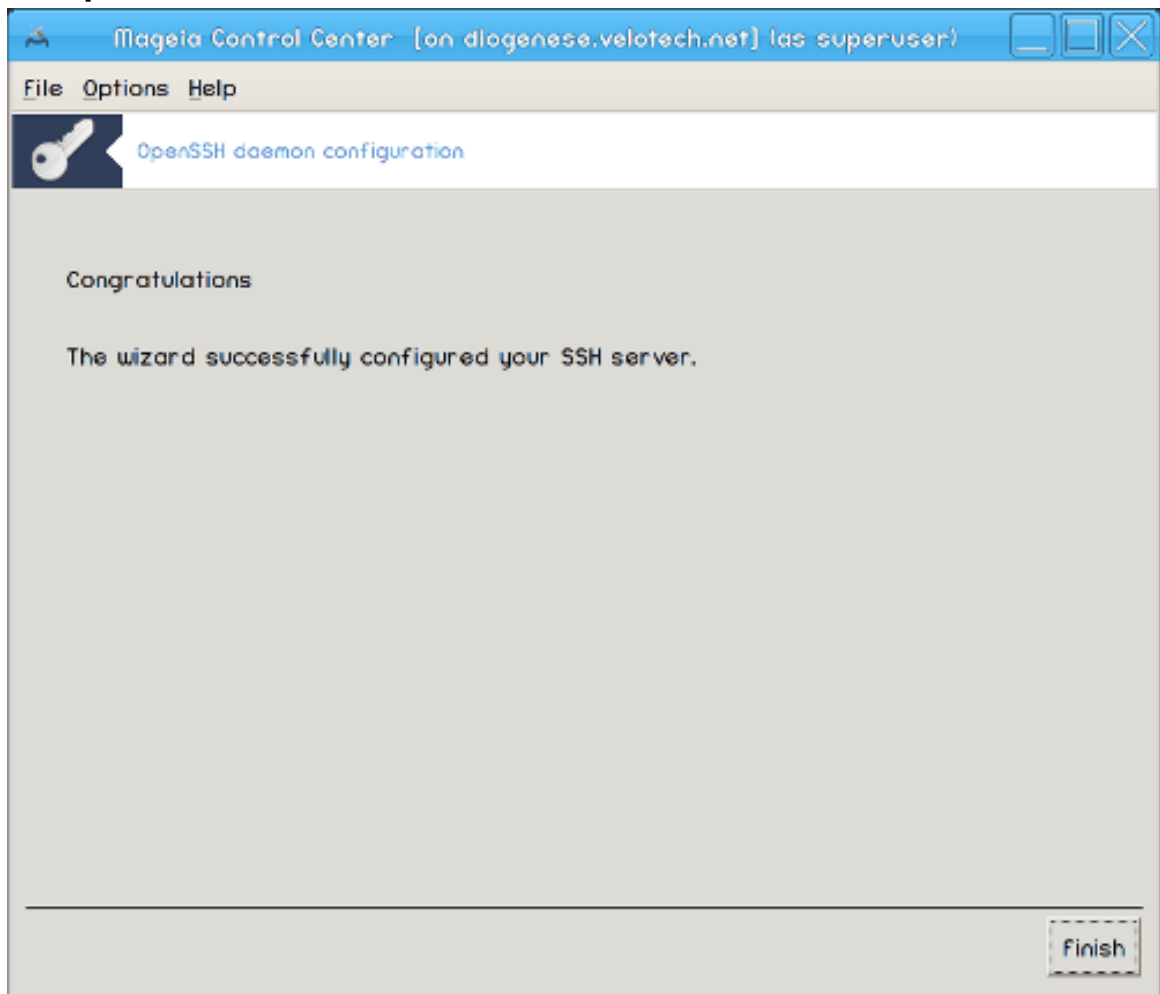 Mageia Control Center [on diogenese.velotech.net] (as superuser)
File Options Help
OpenSSH daemon configuration
Congratulations
The wizard successfully configured your SSH server.
Finish